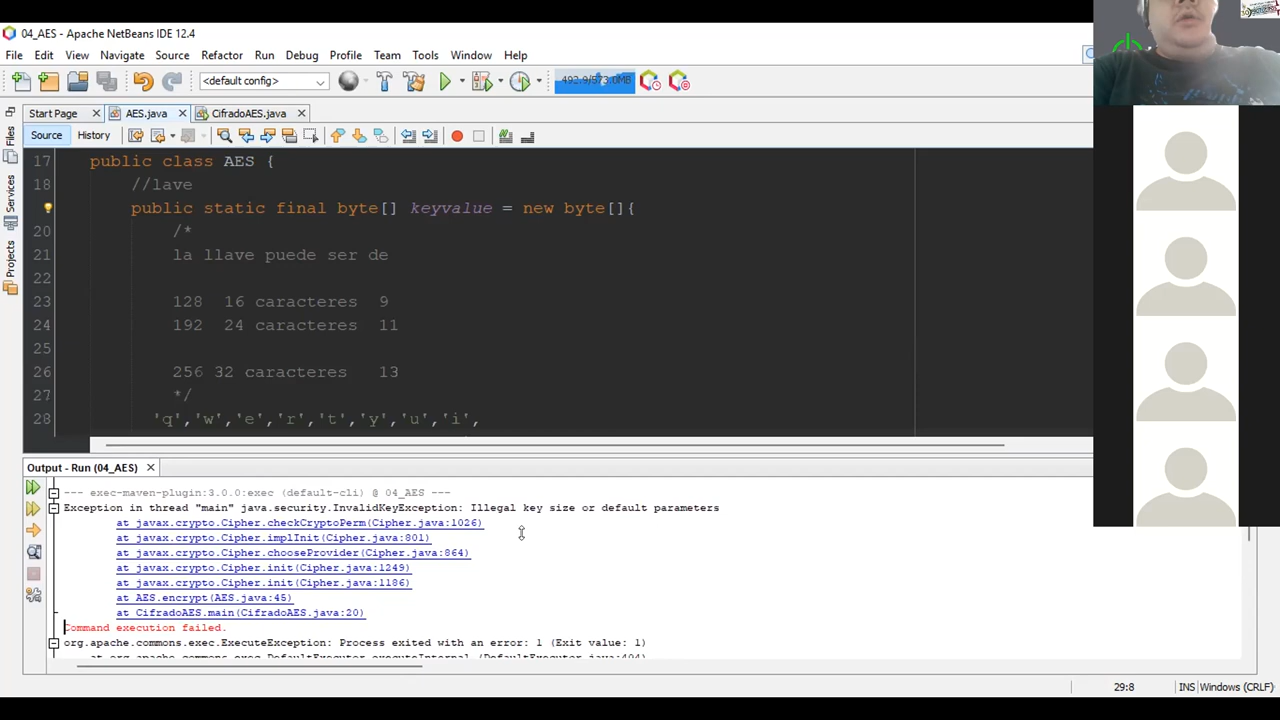 04_AES - Apache NetBeans IDE 12.4
File Edit View Navigate Source Refactor Run Debug Profile Team Tools Window Help
<default config> 492.9/573.0MB
Start Page AES.java CifradoAES.java
Source History
Files
Services
Projects
17 public class AES {
18 //lave
public static final byte[] keyvalue = new byte[]{
20 /*
21 la llave puede ser de
22
23 128 16 caracteres 9
24 192 24 caracteres 11
25
26 256 32 caracteres 13
27 */
28 'q','w','e','r','t','y','u','i',
Output - Run (04_AES)
--- exec-maven-plugin:3.0.0:exec (default-cli) @ 04_AES ---
Exception in thread "main" java.security.InvalidKeyException: Illegal key size or default parameters
at javax.crypto.Cipher.checkCryptoPerm(Cipher.java:1026)
at javax.crypto.Cipher.implInit(Cipher.java:801)
at javax.crypto.Cipher.chooseProvider(Cipher.java:864)
at javax.crypto.Cipher.init(Cipher.java:1249)
at javax.crypto.Cipher.init(Cipher.java:1186)
at AES.encrypt(AES.java:45)
at CifradoAES.main(CifradoAES.java:20)
Command execution failed.
org.apache.commons.exec.ExecuteException: Process exited with an error: 1 (Exit value: 1)
at org.apache.commons.exec.DefaultExecutor.executeInternal (DefaultExecutor.java:404)
29:8 INS Windows (CRLF)